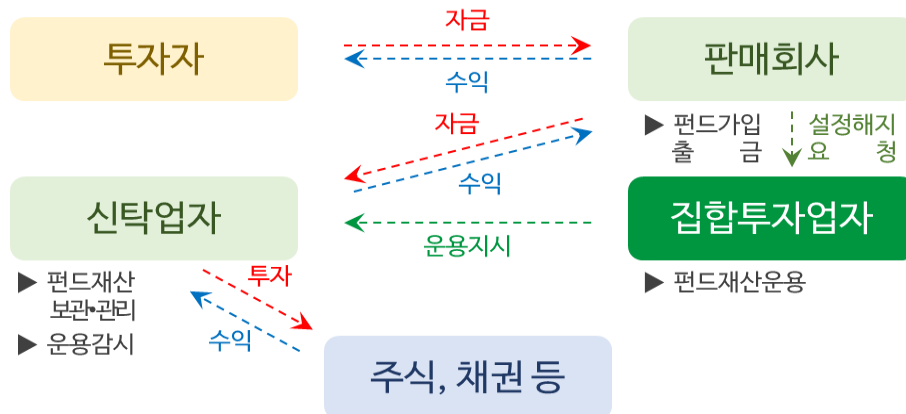 투자자
자금
수익
판매회사
▶ 펀드가입
출 금
설정해지
요 청
자금
수익
신탁업자
운용지시
집합투자업자
▶ 펀드재산
보관•관리
▶ 운용감시
투자
수익
▶ 펀드재산운용
주식, 채권 등